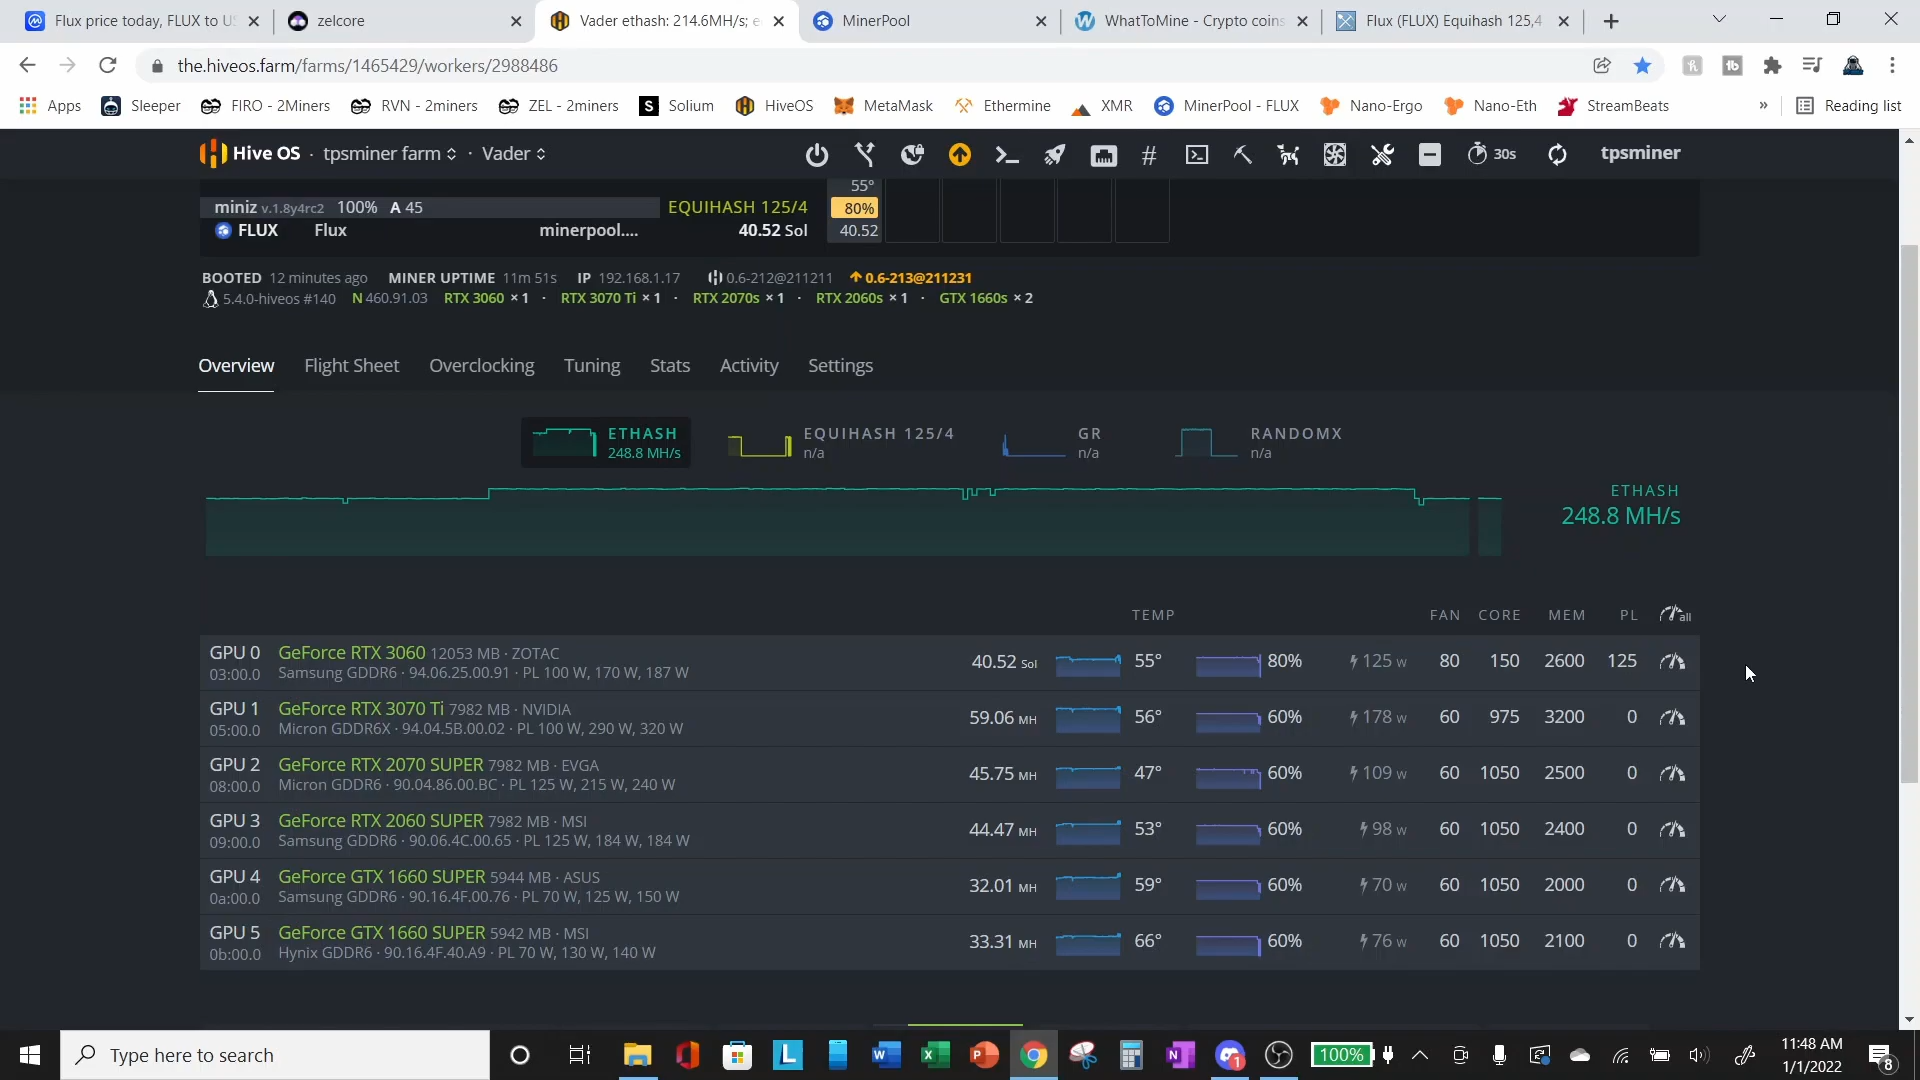 Flux price today, FLUX to U
zelcore
Vader ethash: 214.6MH/s; e
MinerPool
WhatToMine - Crypto coins
Flux (FLUX) Equihash 125,4
the.hiveos.farm/farms/1465429/workers/2988486
Apps
Sleeper
FIRO - 2Miners
RVN - 2miners
ZEL - 2miners
Solium
HiveOS
MetaMask
Ethermine
XMR
MinerPool - FLUX
Nano-Ergo
Nano-Eth
StreamBeats
»
Reading list
Hive OS · tpsminer farm · Vader
30s
tpsminer
55°
miniz v.1.8y4rc2 100% A 45 EQUIHASH 125/4 80%
FLUX Flux minerpool.... 40.52 Sol 40.52
BOOTED 12 minutes ago MINER UPTIME 11m 51s IP 192.168.1.17 0.6-212@211211 0.6-213@211231
5.4.0-hiveos #140 N 460.91.03 RTX 3060 × 1 · RTX 3070 Ti × 1 · RTX 2070s × 1 · RTX 2060s × 1 · GTX 1660s × 2
Overview Flight Sheet Overclocking Tuning Stats Activity Settings
ETHASH EQUIHASH 125/4 GR RANDOMX
248.8 MH/s n/a n/a n/a
ETHASH
248.8 MH/s
TEMP FAN CORE MEM PL all
GPU 0 GeForce RTX 3060 12053 MB · ZOTAC 40.52 Sol 55° 80% 125 W 80 150 2600 125
03:00.0 Samsung GDDR6 · 94.06.25.00.91 · PL 100 W, 170 W, 187 W
GPU 1 GeForce RTX 3070 Ti 7982 MB · NVIDIA 59.06 MH 56° 60% 178 W 60 975 3200 0
05:00.0 Micron GDDR6X · 94.04.5B.00.02 · PL 100 W, 290 W, 320 W
GPU 2 GeForce RTX 2070 SUPER 7982 MB · EVGA 45.75 MH 47° 60% 109 W 60 1050 2500 0
08:00.0 Micron GDDR6 · 90.04.86.00.BC · PL 125 W, 215 W, 240 W
GPU 3 GeForce RTX 2060 SUPER 7982 MB · MSI 44.47 MH 53° 60% 98 W 60 1050 2400 0
09:00.0 Samsung GDDR6 · 90.06.4C.00.65 · PL 125 W, 184 W, 184 W
GPU 4 GeForce GTX 1660 SUPER 5944 MB · ASUS 32.01 MH 59° 60% 70 W 60 1050 2000 0
0a:00.0 Samsung GDDR6 · 90.16.4F.00.76 · PL 70 W, 125 W, 150 W
GPU 5 GeForce GTX 1660 SUPER 5942 MB · MSI 33.31 MH 66° 60% 76 W 60 1050 2100 0
0b:00.0 Hynix GDDR6 · 90.16.4F.40.A9 · PL 70 W, 130 W, 140 W
Type here to search
100%
11:48 AM
1/1/2022
8